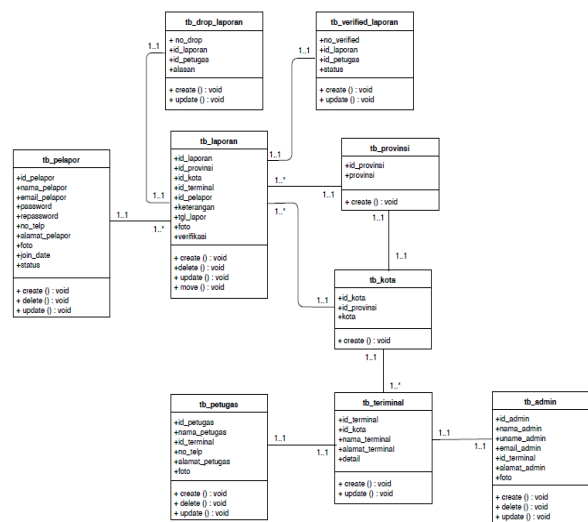 tb_drop_laporan
+ no_drop
+id_laporan
+id_petugas
+alasan
+ create () : void
+ update () : void
tb_verified_laporan
+no_verified
+id_laporan
+id_petugas
+status
+ create () : void
+ update () : void
1..1
1..1
tb_pelapor
+id_pelapor
+nama_pelapor
+email_pelapor
+password
+repassword
+no_telp
+alamat_pelapor
+foto
+join_date
+status
+ create() : void
+ delete() : void
+ update() : void
1..1
1..*
tb_laporan
+id_laporan
+id_provinsi
+id_kota
+id_terminal
+id_pelapor
+keterangan
+tgl_lapor
+foto
+verifikasi
+ create() : void
+delete() : void
+ update() : void
+ move() : void
1..1
1..1
1..*
1..*
1..1
1..1
tb_provinsi
+id_provinsi
+provinsi
+ create() : void
1..1
1..1
tb_kota
+id_kota
+id_provinsi
+kota
+ create() : void
1..1
1..*
tb_petugas
+id_petugas
+nama_petugas
+id_terminal
+no_telp
+alamat_petugas
+foto
+ create() : void
+ delete() : void
+ update() : void
1..1
1..1
tb_teriminal
+id_terminal
+id_kota
+nama_terminal
+alamat_terminal
+detail
+ create() : void
+ update() : void
1..1
1..1
tb_admin
+id_admin
+nama_admin
+uname_admin
+email_admin
+id_terminal
+alamat_admin
+foto
+ create() : void
+ delete() : void
+ update() : void